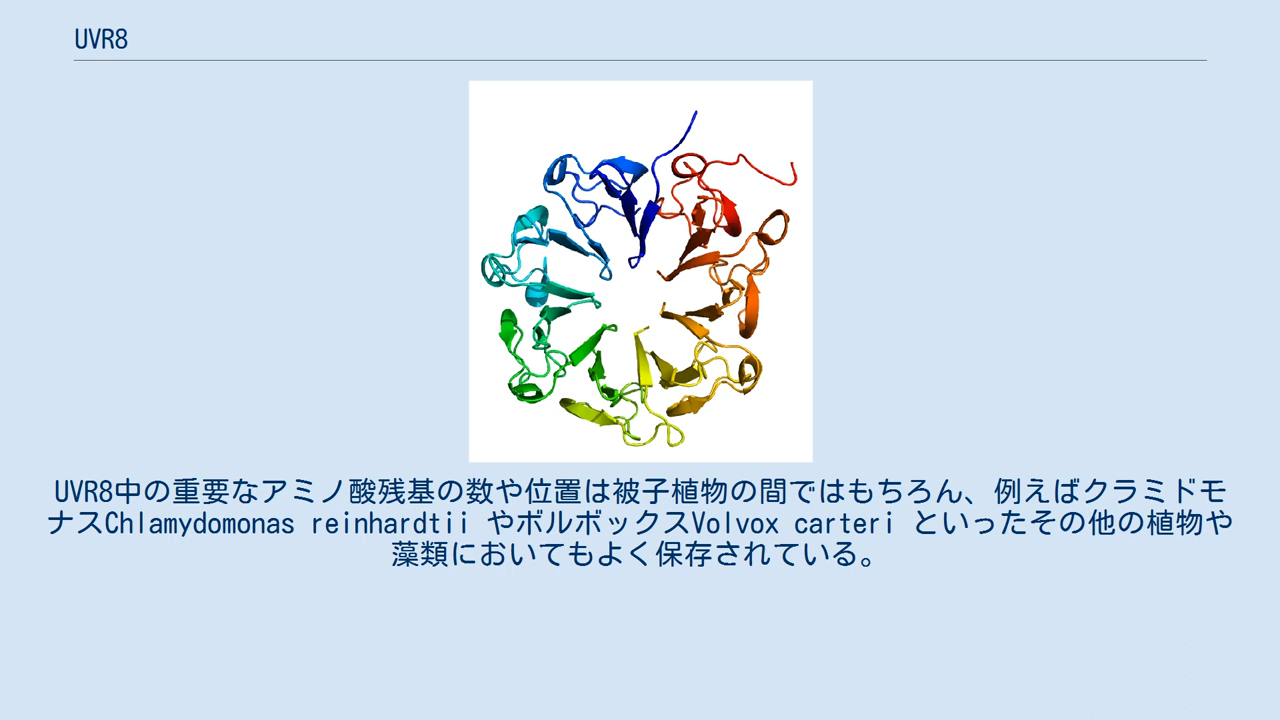 UVR8
UVR8中の重要なアミノ酸残基の数や位置は被子植物の間ではもちろん、例えばクラミドモ
ナスChlamydomonas reinhardtii やボルボックスVolvox carteri といったその他の植物や
藻類においてもよく保存されている。